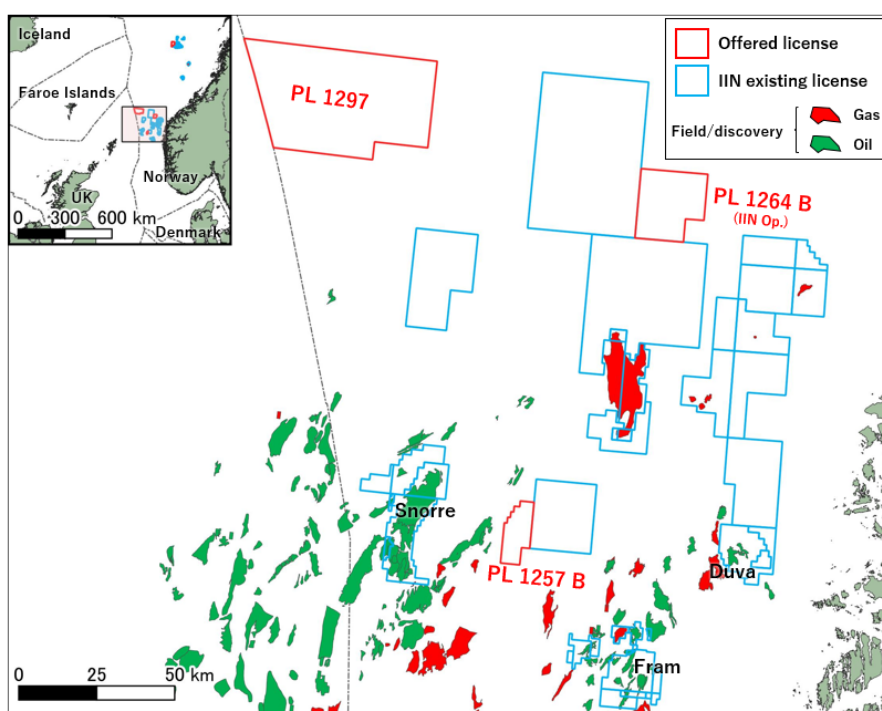 Iceland
Faroe Islands
Norway
UK
0 300 600 km
Denmark
Offered license
IIN existing license
Field/discovery
Gas
Oil
PL 1297
PL 1264 B
(IIN Op.)
Snorre
PL 1257 B
Duva
Fram
0 25 50 km